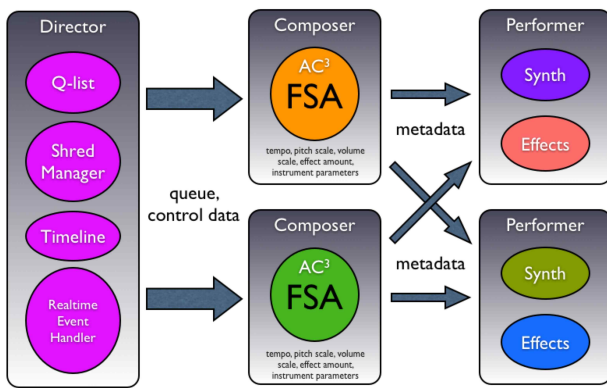 Director
Q-list
Shred
Manager
Timeline
Realtime
Event
Handler
queue,
control data
Composer
AC³
FSA
tempo, pitch scale, volume
scale, effect amount,
instrument parameters
Composer
AC³
FSA
tempo, pitch scale, volume
scale, effect amount,
instrument parameters
metadata
metadata
Performer
Synth
Effects
Performer
Synth
Effects